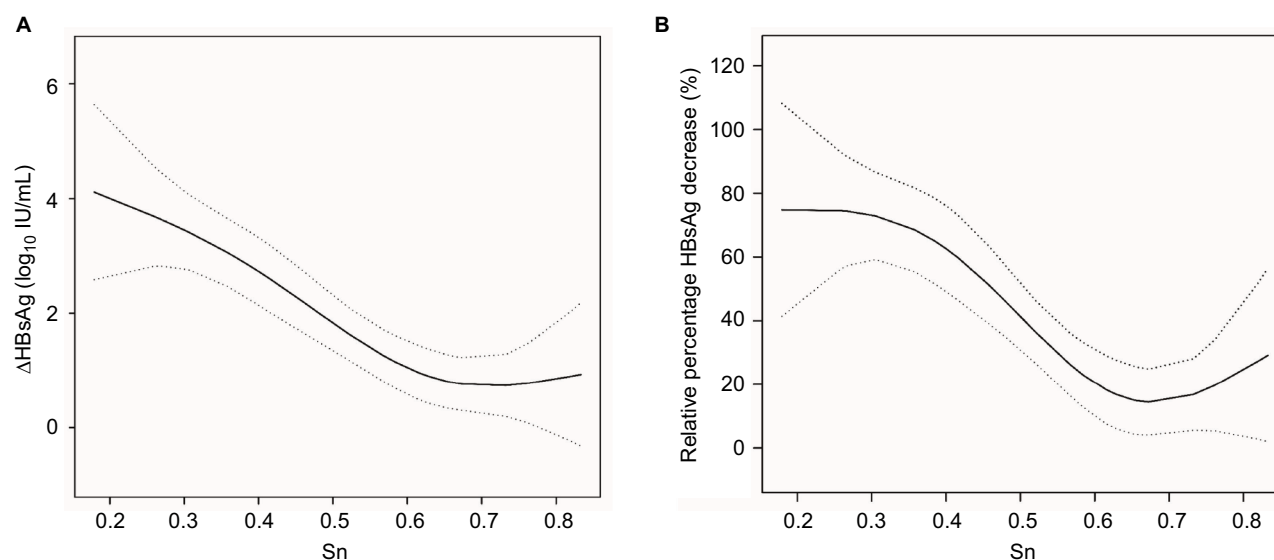 A
ΔHBsAg (log10 IU/mL)
6
4
2
0
0.2 0.3 0.4 0.5 0.6 0.7 0.8
Sn
B
Relative percentage HBsAg decrease (%)
120
100
80
60
40
20
0
0.2 0.3 0.4 0.5 0.6 0.7 0.8
Sn